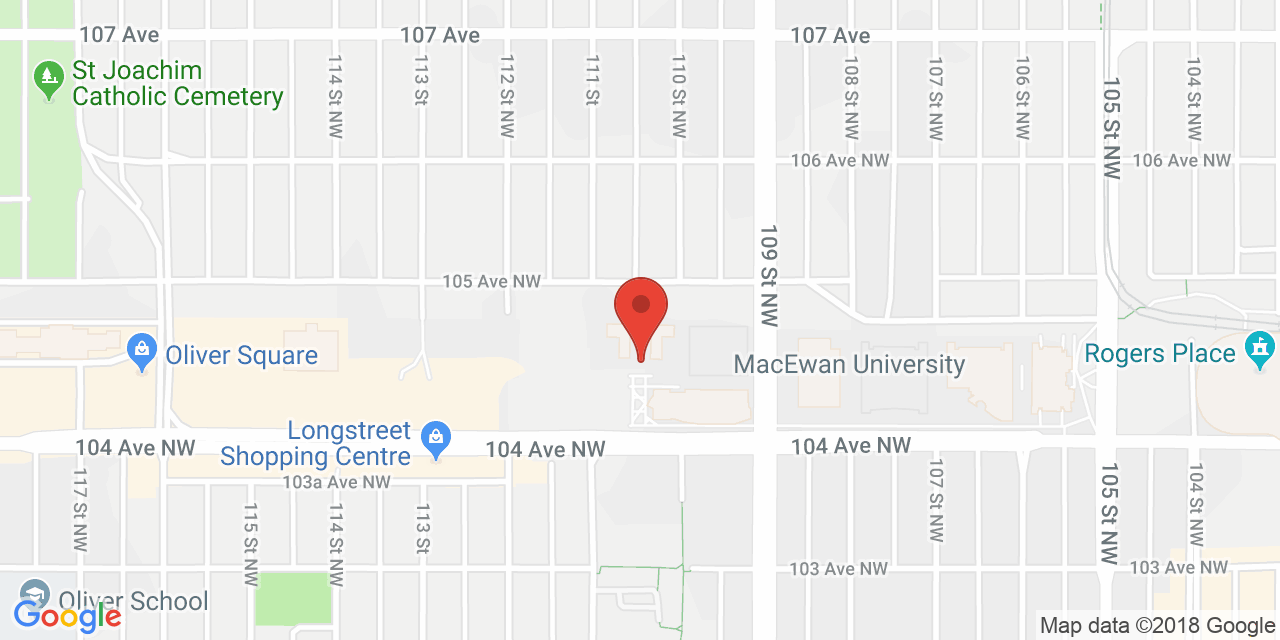 107 Ave
107 Ave
107 Ave
St Joachim
Catholic Cemetery
114 St NW
113 St
112 St NW
111 St
110 St NW
108 St NW
107 St NW
106 St NW
105 St NW
104 St NW
106 Ave NW
106 Ave NW
109 St NW
105 Ave NW
Oliver Square
MacEwan University
Rogers Place
Longstreet
Shopping Centre
104 Ave NW
104 Ave NW
104 Ave NW
103a Ave NW
117 St NW
115 St NW
114 St NW
113 St
107 St NW
105 St NW
104 St NW
103 Ave NW
103 Ave NW
Oliver School
Google
Map data ©2018 Google